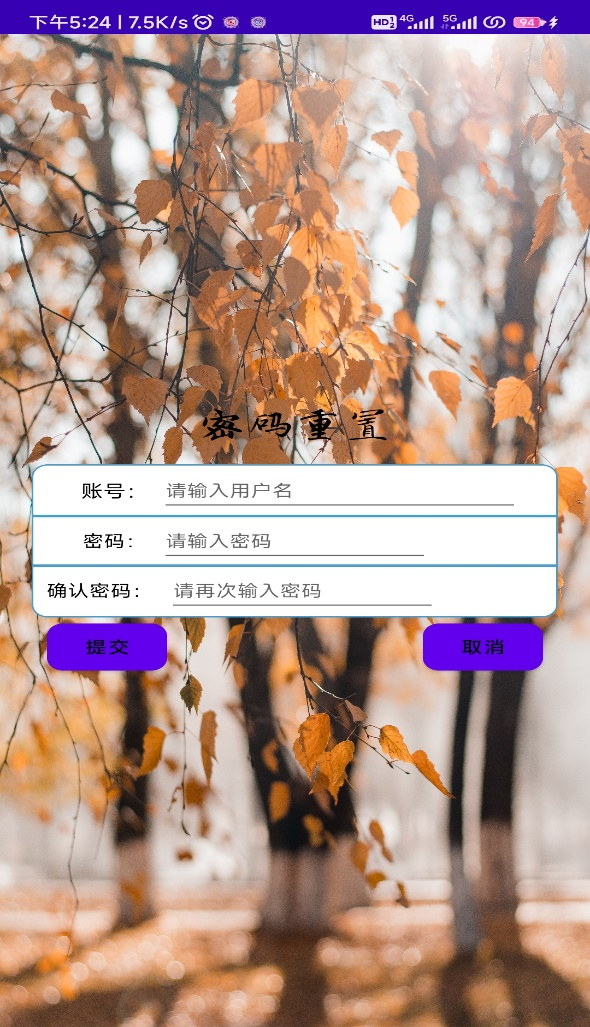 下午5:24 | 7.5K/s HD2 4G 5G 94
密码重置
账号： 请输入用户名
密码： 请输入密码
确认密码： 请再次输入密码
提交 取消